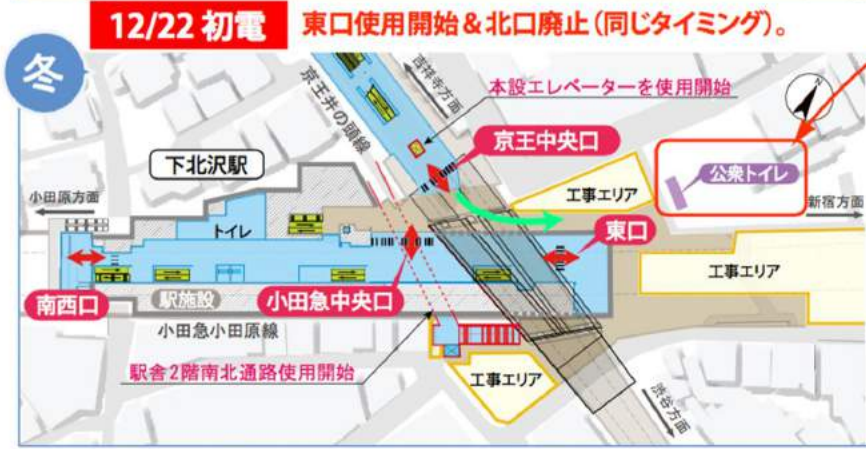 12/22 初電
東口使用開始＆北口廃止(同じタイミング)。
冬
京王井の頭線
吉祥寺方面
本設エレベーターを使用開始
N
京王中央口
下北沢駅
公衆トイレ
小田原方面
工事エリア
新宿方面
トイレ
東口
工事エリア
南西口
駅施設
小田急中央口
小田急小田原線
駅舎2階南北通路使用開始
工事エリア
渋谷方面